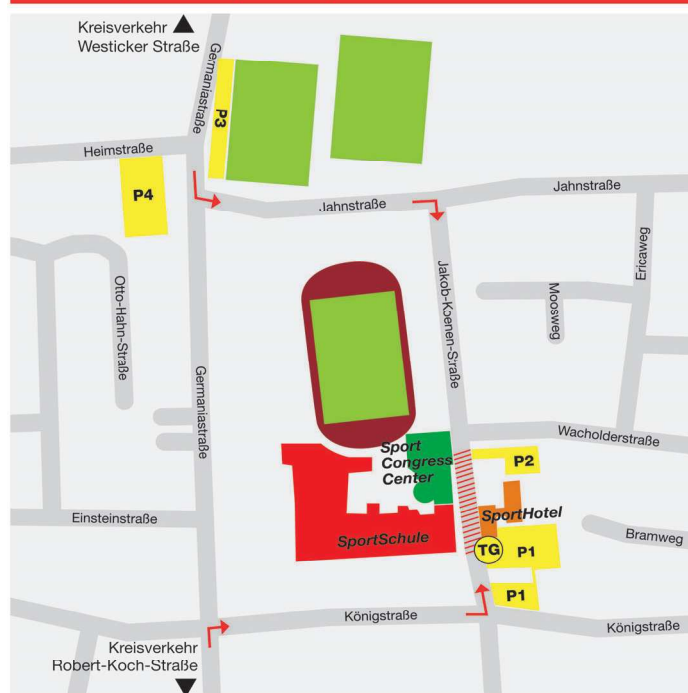 Kreisverkehr
Westicker Straße
Germaniastraße
P3
Heimstraße
P4
Jahnstraße
Jahnstraße
Ericaweg
Otto-Hahn-Straße
Jakob-Koenen-Straße
Moosweg
Germaniastraße
Wacholderstraße
Sport
Congress
Center
P2
SportHotel
Einsteinstraße
SportSchule
TG
P1
Bramweg
P1
Königstraße
Königstraße
Kreisverkehr
Robert-Koch-Straße